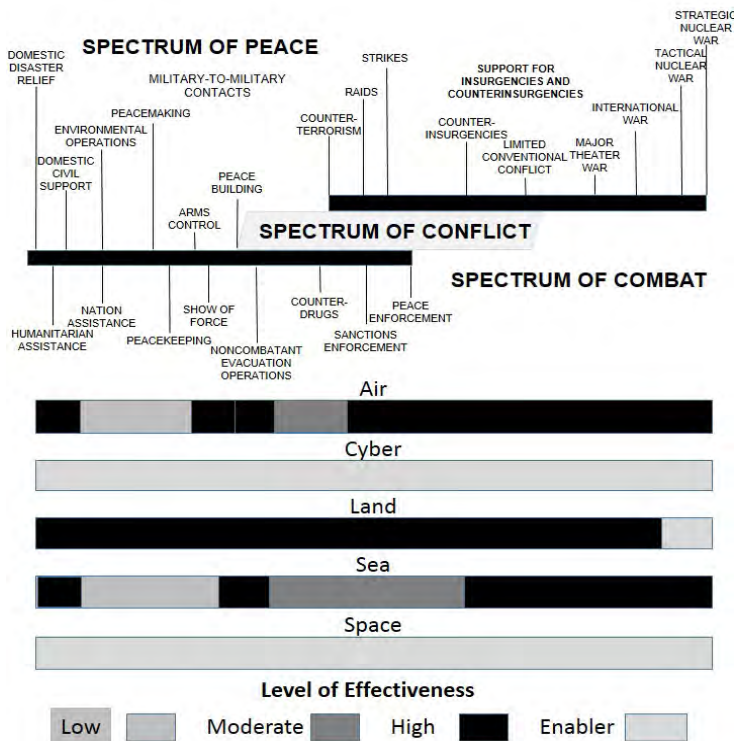 STRATEGIC
NUCLEAR
WAR
DOMESTIC
DISASTER
RELIEF
SPECTRUM OF PEACE
STRIKES
TACTICAL
NUCLEAR
WAR
MILITARY-TO-MILITARY
CONTACTS
SUPPORT FOR
INSURGENCIES AND
COUNTERINSURGENCIES
RAIDS
PEACEMAKING
INTERNATIONAL
WAR
COUNTER-
TERRORISM
ENVIRONMENTAL
OPERATIONS
COUNTER-
INSURGENCIES
LIMITED
CONVENTIONAL
CONFLICT
MAJOR
THEATER
WAR
DOMESTIC
CIVIL
SUPPORT
PEACE
BUILDING
ARMS
CONTROL
SPECTRUM OF CONFLICT
SPECTRUM OF COMBAT
HUMANITARIAN
ASSISTANCE
NATION
ASSISTANCE
PEACEKEEPING
SHOW OF
FORCE
NONCOMBATANT
EVACUATION
OPERATIONS
COUNTER-
DRUGS
SANCTIONS
ENFORCEMENT
PEACE
ENFORCEMENT
Air
Cyber
Land
Sea
Space
Level of Effectiveness
Low Moderate High Enabler